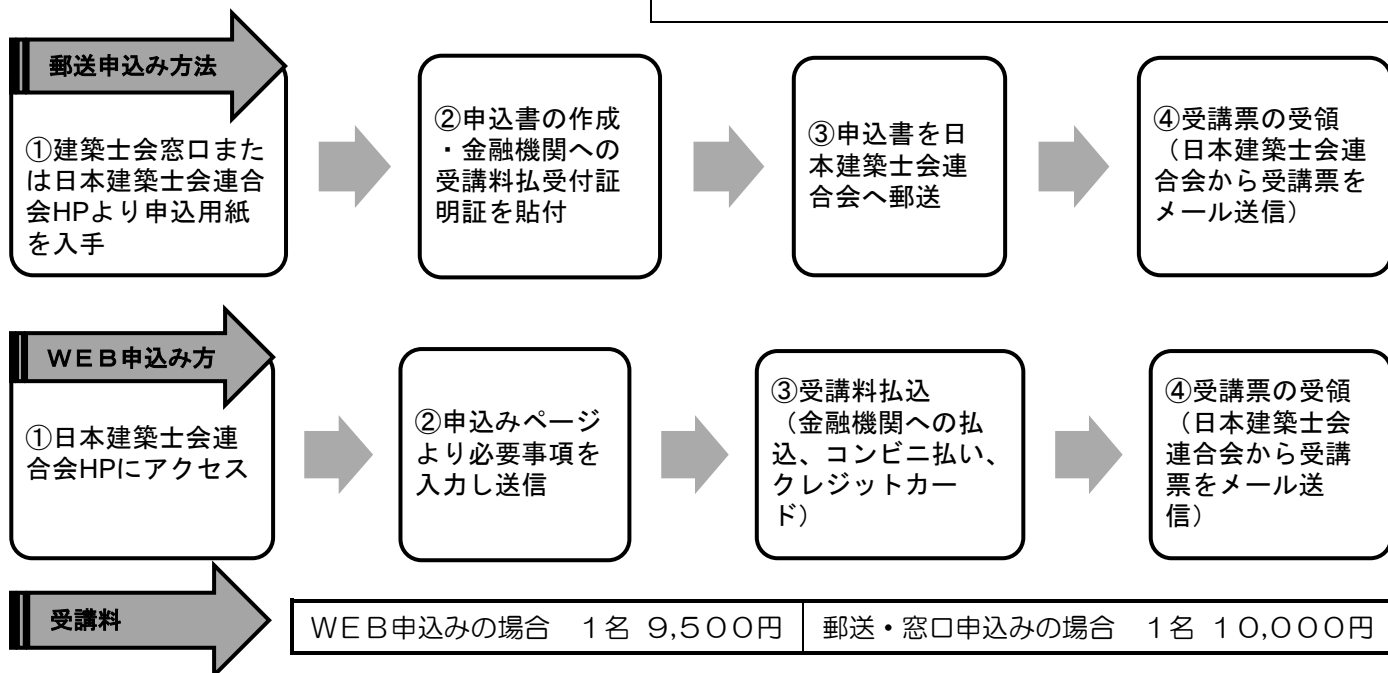 郵送申込み方法
①建築士会窓口また
は日本建築士会連合
会HPより申込用紙
を入手
②申込書の作成
・金融機関への
受講料払受付証
明証を貼付
③申込書を日
本建築士会連
合会へ郵送
④受講票の受領
（日本建築士会連
合会から受講票を
メール送信）
ＷＥＢ申込み方
①日本建築士会連
合会HPにアクセス
②申込みページ
より必要事項を
入力し送信
③受講料払込
（金融機関への払
込、コンビニ払い、
クレジットカー
ド）
④受講票の受領
（日本建築士会
連合会から受講
票をメール送
信）
受講料
ＷＥＢ申込みの場合　１名 ９,５００円
郵送・窓口申込みの場合　１名 １０,０００円